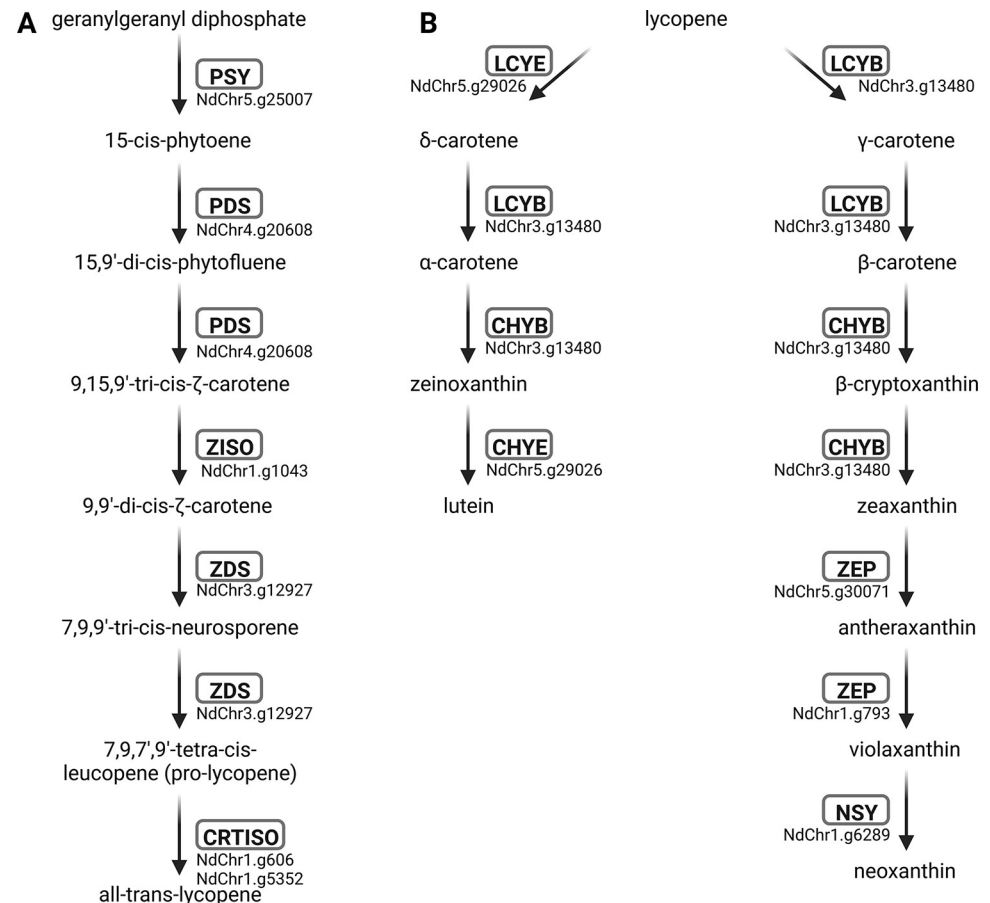 A
geranylgeranyl diphosphate
PSY
NdChr5.g25007
15-cis-phytoene
PDS
NdChr4.g20608
15,9'-di-cis-phytofluene
PDS
NdChr4.g20608
9,15,9'-tri-cis-ζ-carotene
ZISO
NdChr1.g1043
9,9'-di-cis-ζ-carotene
ZDS
NdChr3.g12927
7,9,9'-tri-cis-neurosporene
ZDS
NdChr3.g12927
7,9,7',9'-tetra-cis-
leucopene (pro-lycopene)
CRTISO
NdChr1.g606
NdChr1.g5352
all-trans-lycopene
B
lycopene
LCYE
NdChr5.g29026
δ-carotene
LCYB
NdChr3.g13480
α-carotene
CHYB
NdChr3.g13480
zeinoxanthin
CHYE
NdChr5.g29026
lutein
LCYB
NdChr3.g13480
γ-carotene
LCYB
NdChr3.g13480
β-carotene
CHYB
NdChr3.g13480
β-cryptoxanthin
CHYB
NdChr3.g13480
zeaxanthin
ZEP
NdChr5.g30071
antheraxanthin
ZEP
NdChr1.g793
violaxanthin
NSY
NdChr1.g6289
neoxanthin